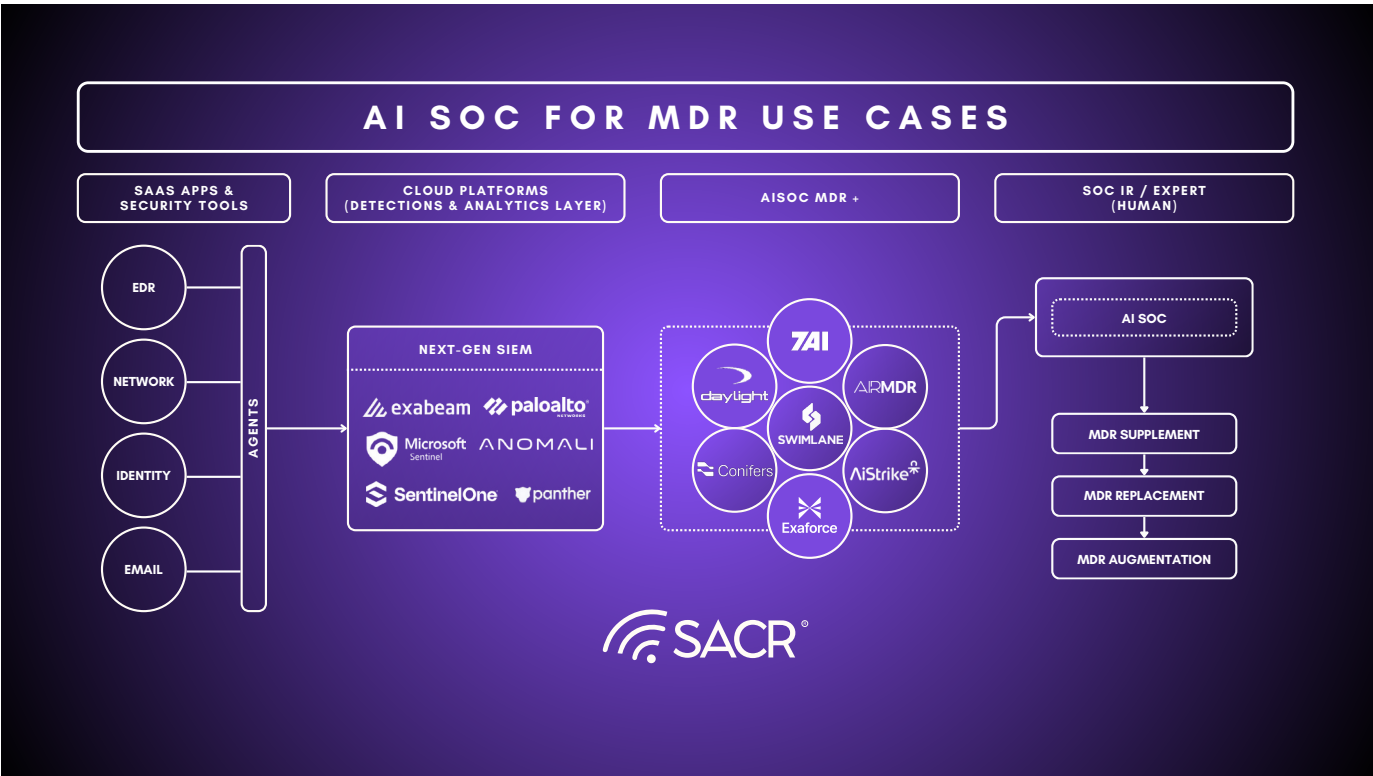 AI SOC FOR MDR USE CASES
SAAS APPS &
SECURITY TOOLS
CLOUD PLATFORMS
(DETECTIONS & ANALYTICS LAYER)
AISOC MDR +
SOC IR / EXPERT
(HUMAN)
EDR
NETWORK
IDENTITY
EMAIL
AGENTS
NEXT-GEN SIEM
exabeam
paloalto®
NETWORKS
Microsoft
Sentinel
ANOMALI
SentinelOne
panther
7AI
daylight
AIRMDR
SWIMLANE
Conifers
AiStrike
Exaforce
AI SOC
MDR SUPPLEMENT
MDR REPLACEMENT
MDR AUGMENTATION
SACR®